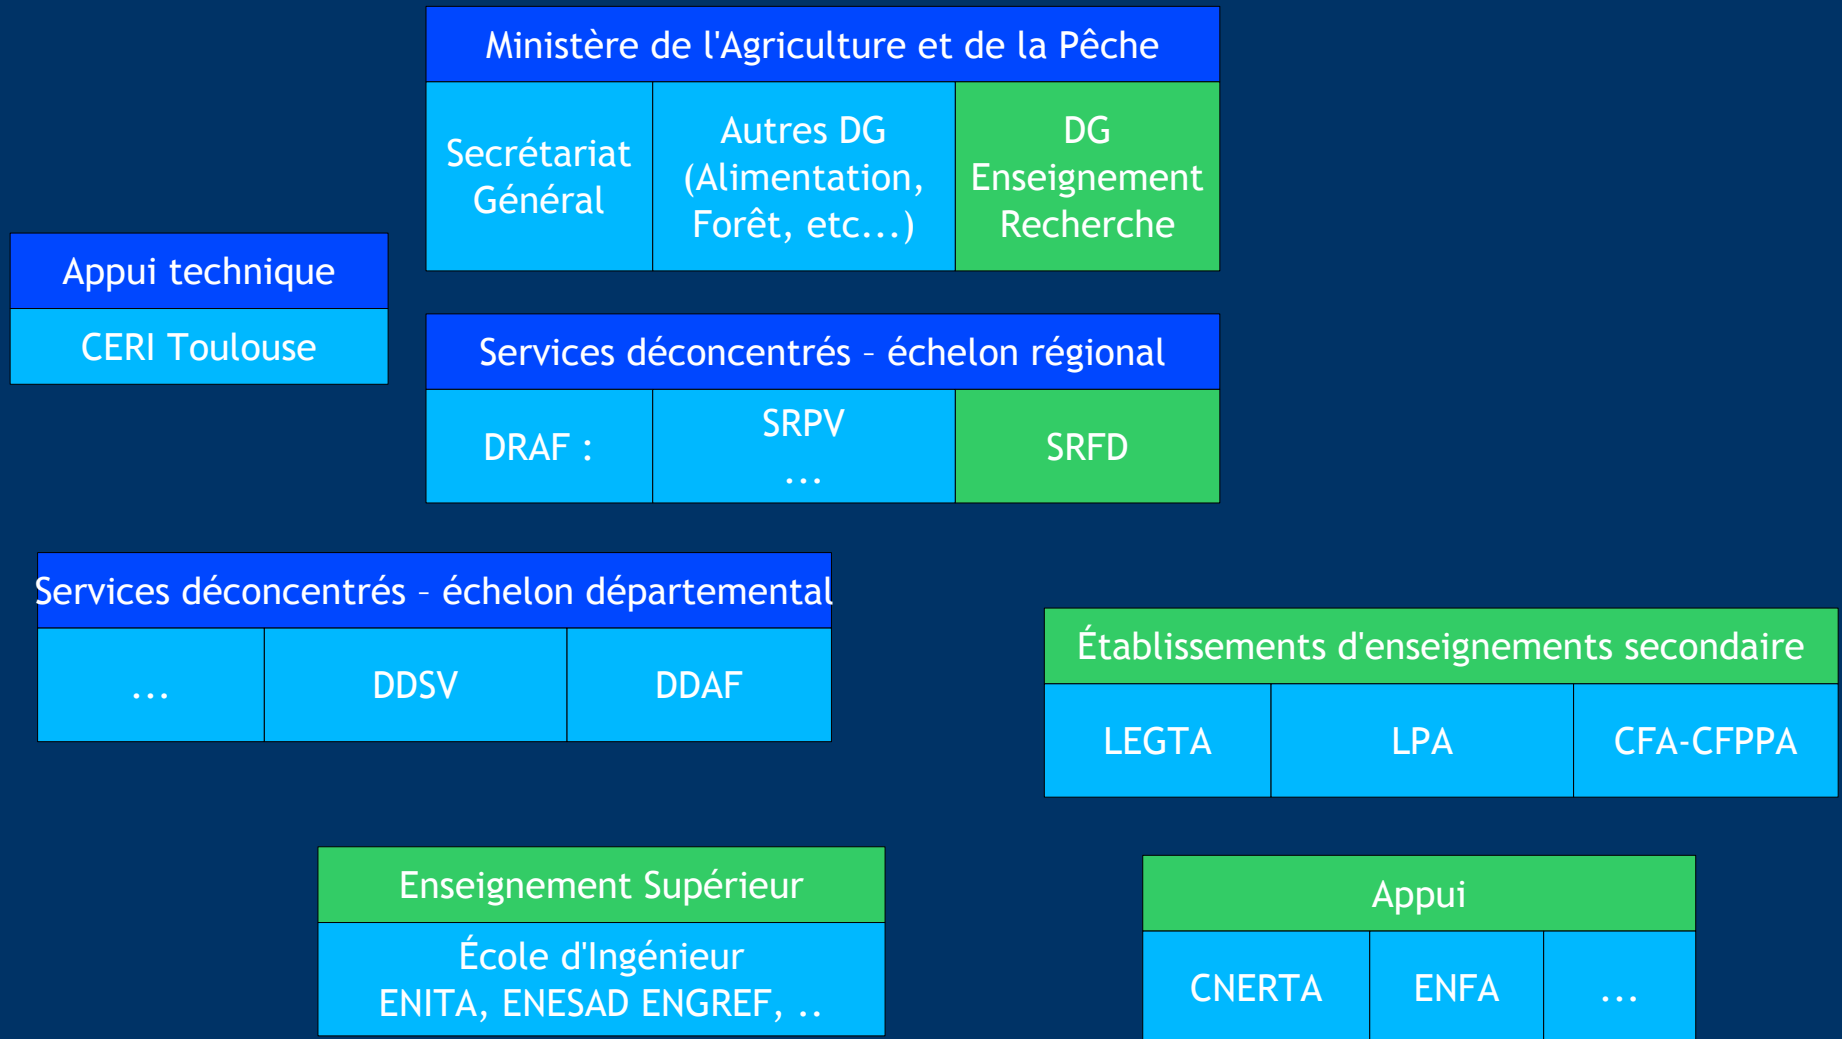 Ministère de l'Agriculture et de la Pêche
Secrétariat
Général
Autres DG
(Alimentation,
Forêt, etc...)
DG
Enseignement
Recherche
Appui technique
CERI Toulouse
Services déconcentrés – échelon régional
DRAF :
SRPV
...
SRFD
Services déconcentrés – échelon départemental
...
DDSV
DDAF
Établissements d'enseignements secondaire
LEGTA
LPA
CFA-CFPPA
Enseignement Supérieur
École d'Ingénieur
ENITA, ENESAD ENGREF, ..
Appui
CNERTA
ENFA
...